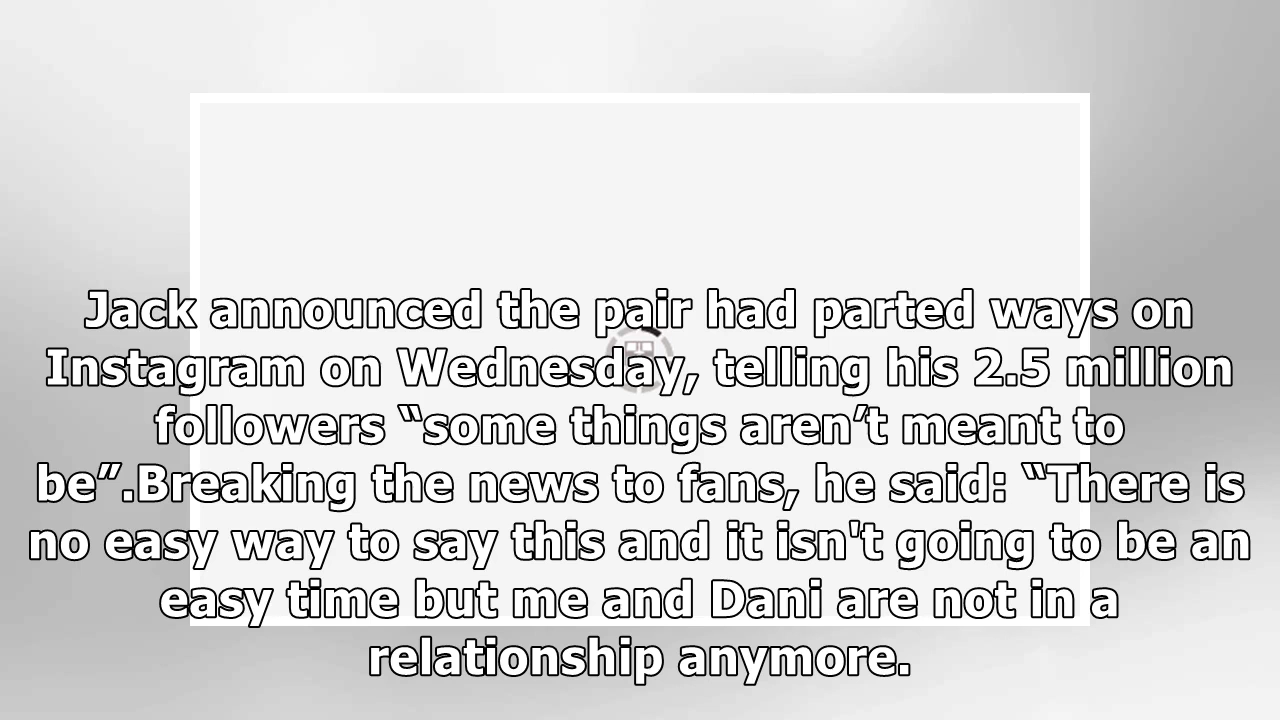 Jack announced the pair had parted ways on
Instagram on Wednesday, telling his 2.5 million
followers “some things aren’t meant to
be”.Breaking the news to fans, he said: “There is
no easy way to say this and it isn't going to be an
easy time but me and Dani are not in a
relationship anymore.